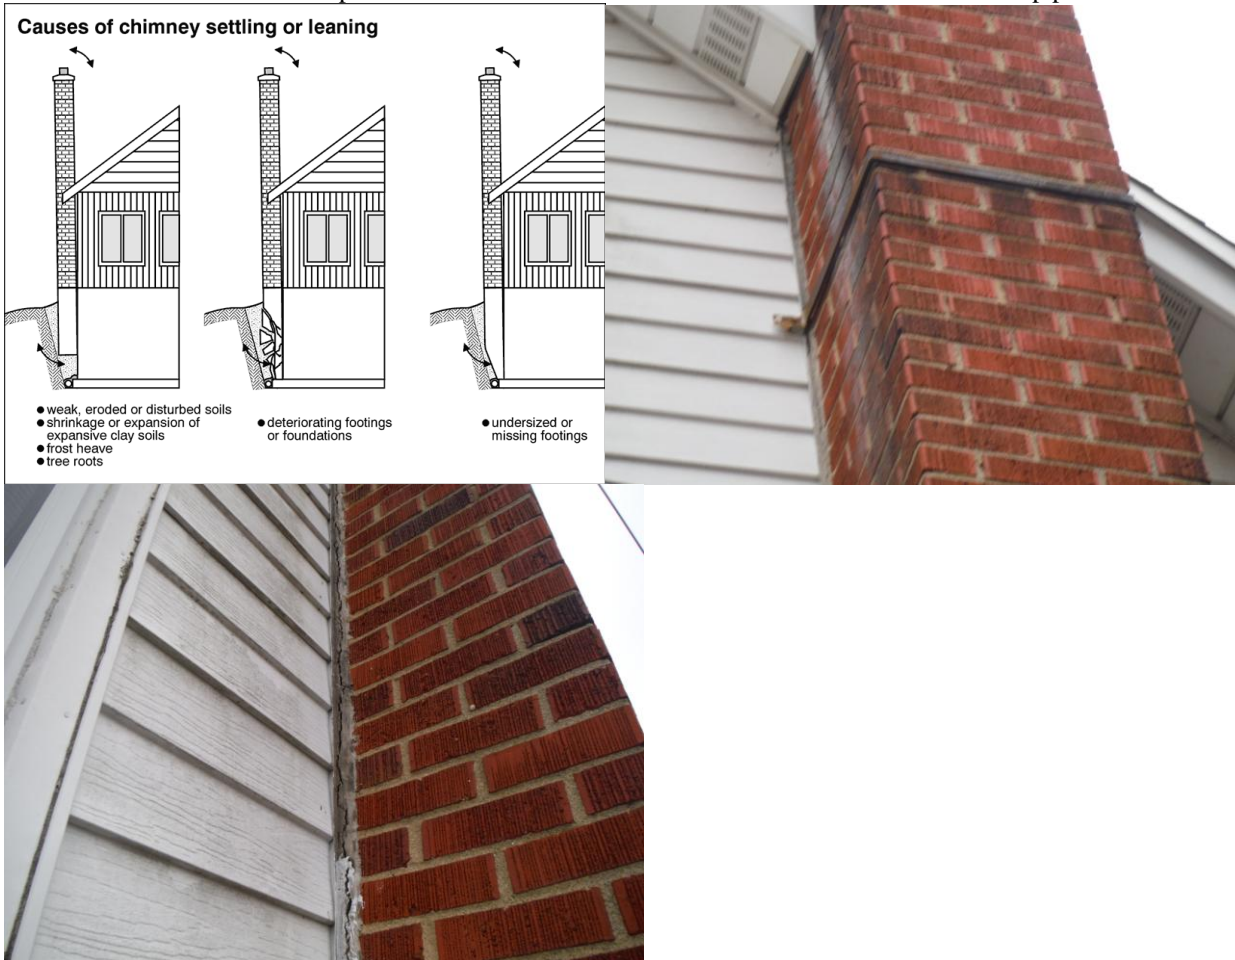 Causes of chimney settling or leaning
● weak, eroded or disturbed soils
● shrinkage or expansion of
expansive clay soils
● frost heave
● tree roots
● deteriorating footings
or foundations
● undersized or
missing footings